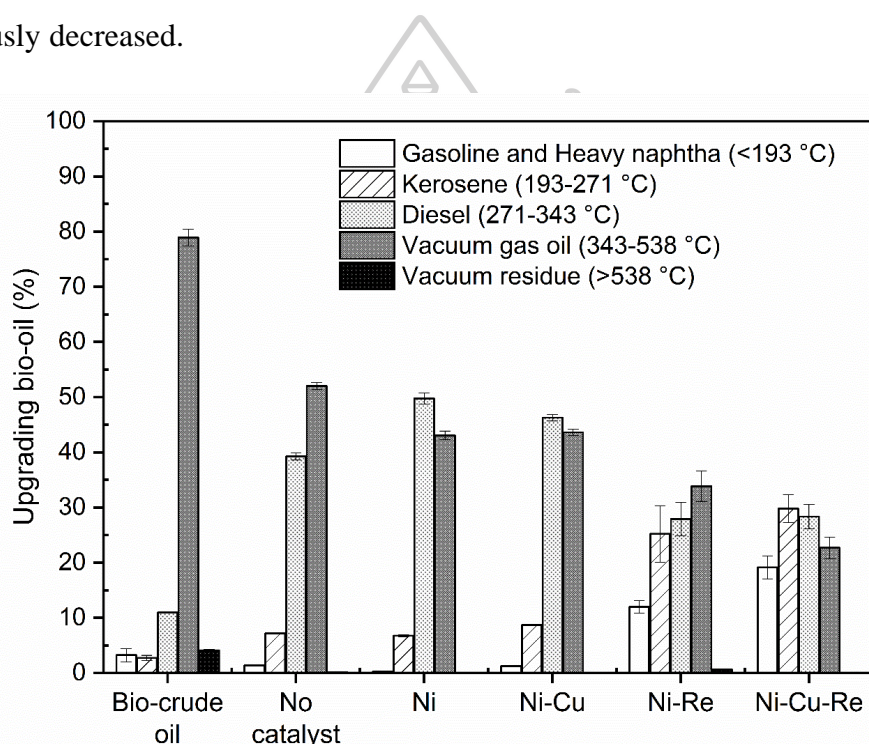 usly decreased.
100
90
80
70
60
50
40
30
20
10
0
Upgrading bio-oil (%)
Gasoline and Heavy naphtha (<193 °C)
Kerosene (193-271 °C)
Diesel (271-343 °C)
Vacuum gas oil (343-538 °C)
Vacuum residue (>538 °C)
Bio-crude oil
No catalyst
Ni
Ni-Cu
Ni-Re
Ni-Cu-Re